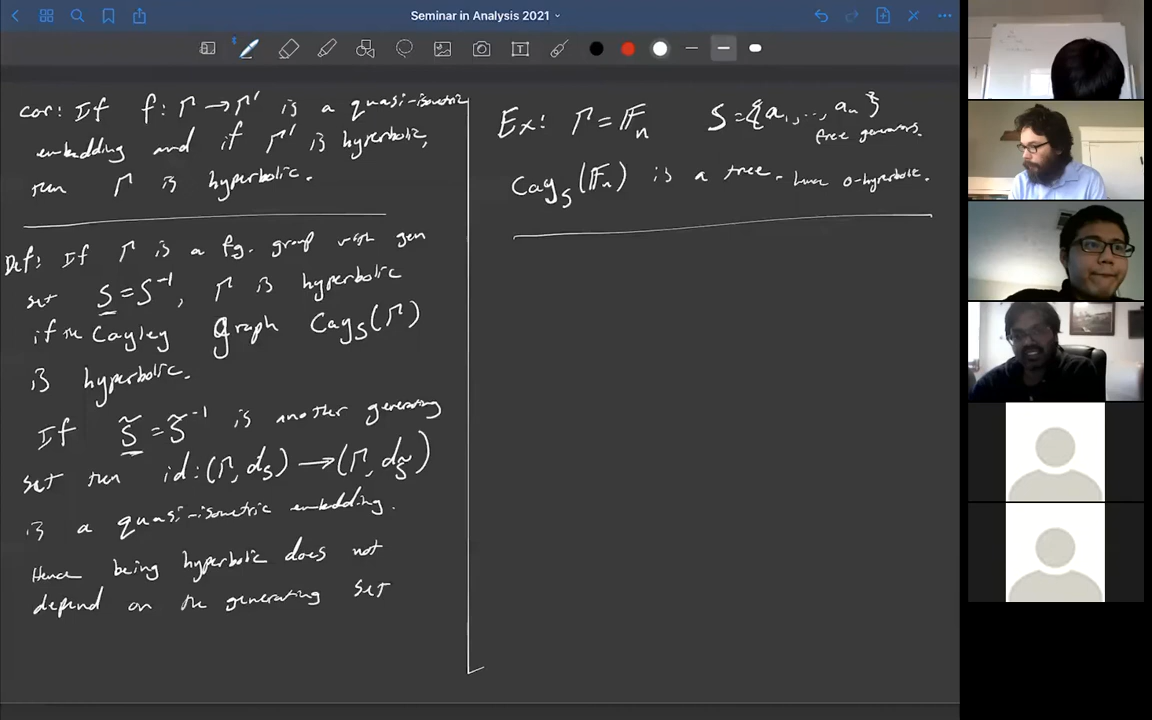 Seminar in Analysis 2021
cor: If f: Γ → Γ' is a quasi-isometric
embedding and if Γ' is hyperbolic,
then Γ is hyperbolic.
Def: If Γ is a f.g. group with gen
set S = S⁻¹, Γ is hyperbolic
if the Cayley graph Cay_S(Γ)
is hyperbolic.
If S̃ = S̃⁻¹ is another generating
set then id: (Γ, d_S) → (Γ, d_S̃)
is a quasi-isometric embedding.
Hence being hyperbolic does not
depend on the generating set
Ex: Γ = 𝔽_n S = {a_1, ..., a_n}
free generators.
Cay_S(𝔽_n) is a tree. hence 0-hyperbolic.